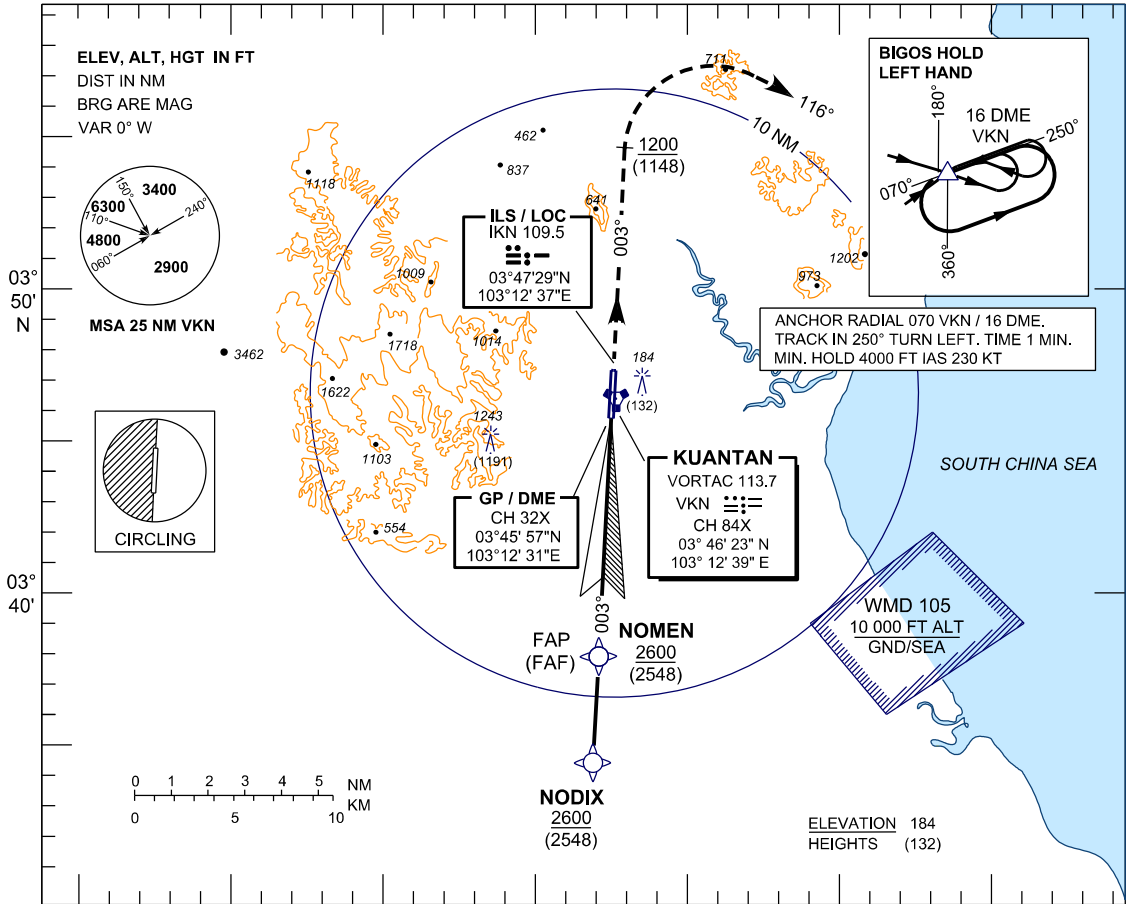 ELEV, ALT, HGT IN FT
DIST IN NM
BRG ARE MAG
VAR 0° W
150°
3400
6300
110°
240°
4800
060°
2900
MSA 25 NM VKN
3462
CIRCLING
03°
50'
N
03°
40'
711
116°
10 NM
462
837
1200
(1148)
1118
641
003°
ILS / LOC
IKN 109.5
03°47'29"N
103°12' 37"E
1009
1718
1014
1622
184
(132)
1243
(1191)
1103
554
973
1202
BIGOS HOLD
LEFT HAND
180°
16 DME
VKN
250°
070°
360°
ANCHOR RADIAL 070 VKN / 16 DME.
TRACK IN 250° TURN LEFT. TIME 1 MIN.
MIN. HOLD 4000 FT IAS 230 KT
GP / DME
CH 32X
03°45' 57"N
103°12' 31"E
KUANTAN
VORTAC 113.7
VKN
CH 84X
03° 46' 23" N
103° 12' 39" E
SOUTH CHINA SEA
WMD 105
10 000 FT ALT
GND/SEA
003°
FAP
(FAF)
NOMEN
2600
(2548)
NODIX
2600
(2548)
0 1 2 3 4 5 NM
KM
0 5 10
ELEVATION 184
HEIGHTS (132)